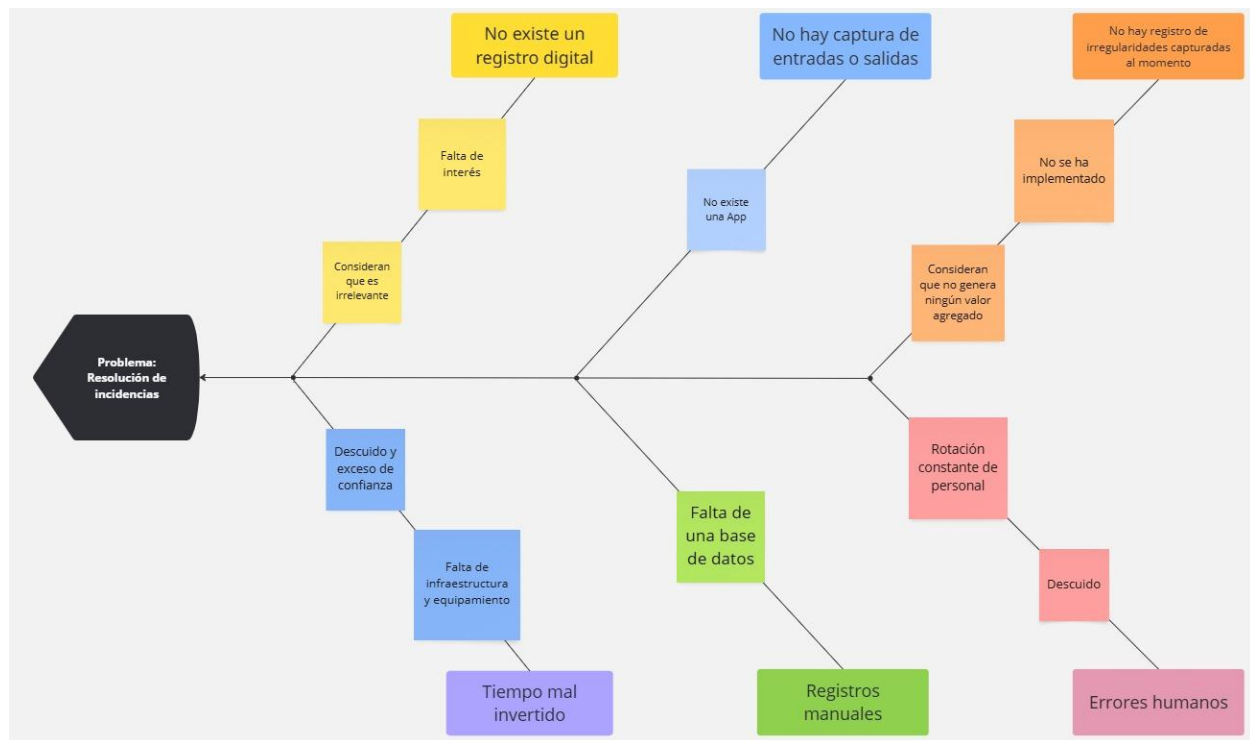 No existe un
registro digital
No hay captura de
entradas o salidas
No hay registro de
irregularidades capturadas
al momento
Falta de
interés
No se ha
implementado
No existe
una App
Consideran
que es
irrelevante
Consideran
que no genera
ningún valor
agregado
Problema:
Resolución de
incidencias
Descuido y
exceso de
confianza
Rotación
constante de
personal
Falta de
una base
de datos
Falta de
infraestructura
y equipamiento
Descuido
Tiempo mal
invertido
Registros
manuales
Errores humanos